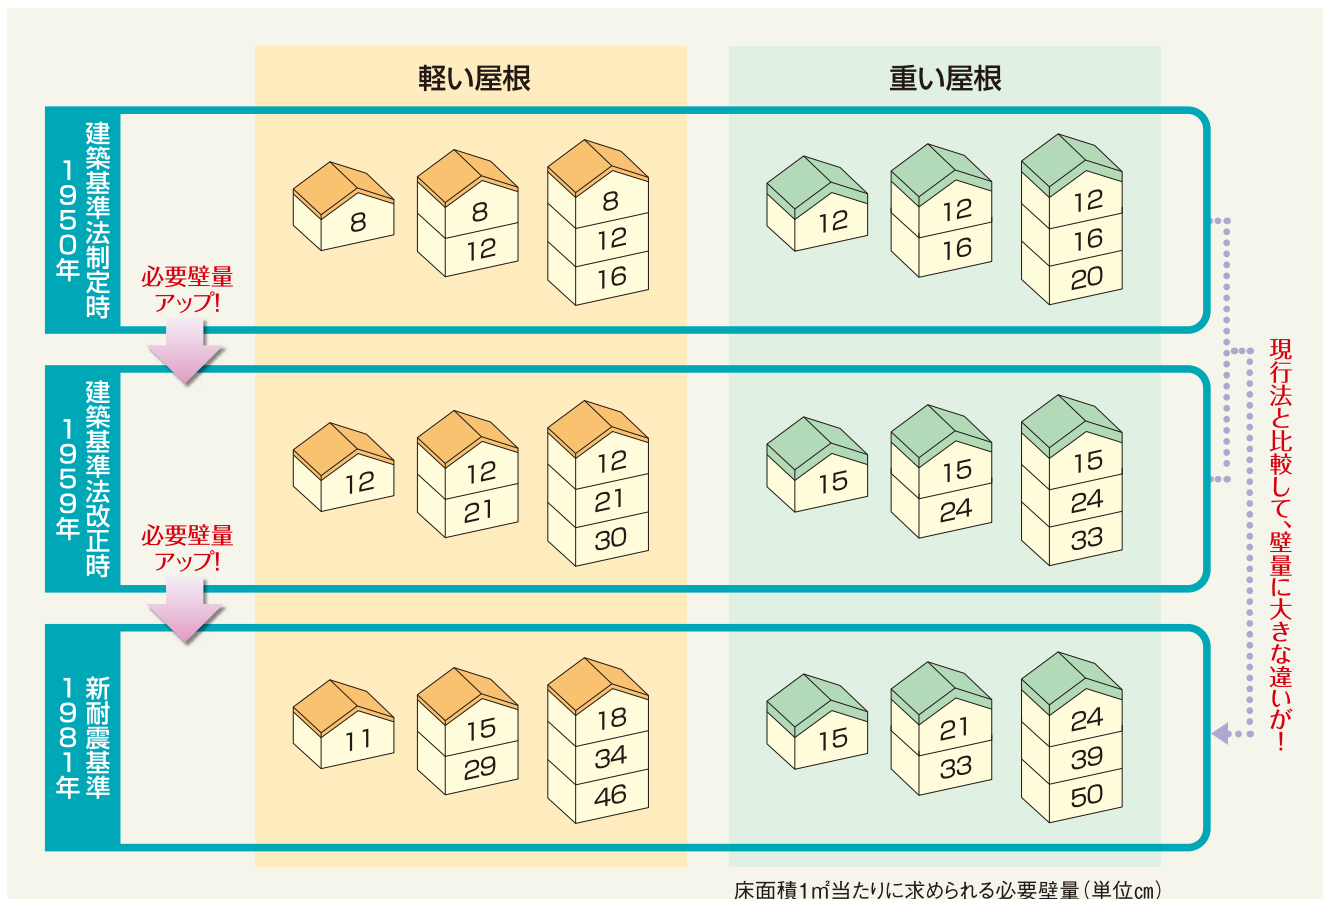 軽い屋根
重い屋根
建築基準法制定時
1950年
8
8
12
8
12
16
12
12
16
12
16
20
必要壁量
アップ！
建築基準法改正時
1959年
12
12
21
12
21
30
15
15
24
15
24
33
必要壁量
アップ！
新耐震基準
1981年
11
15
29
18
34
46
15
21
33
24
39
50
現行法と比較して、壁量に大きな違いが！
床面積1㎡当たりに求められる必要壁量（単位㎝）